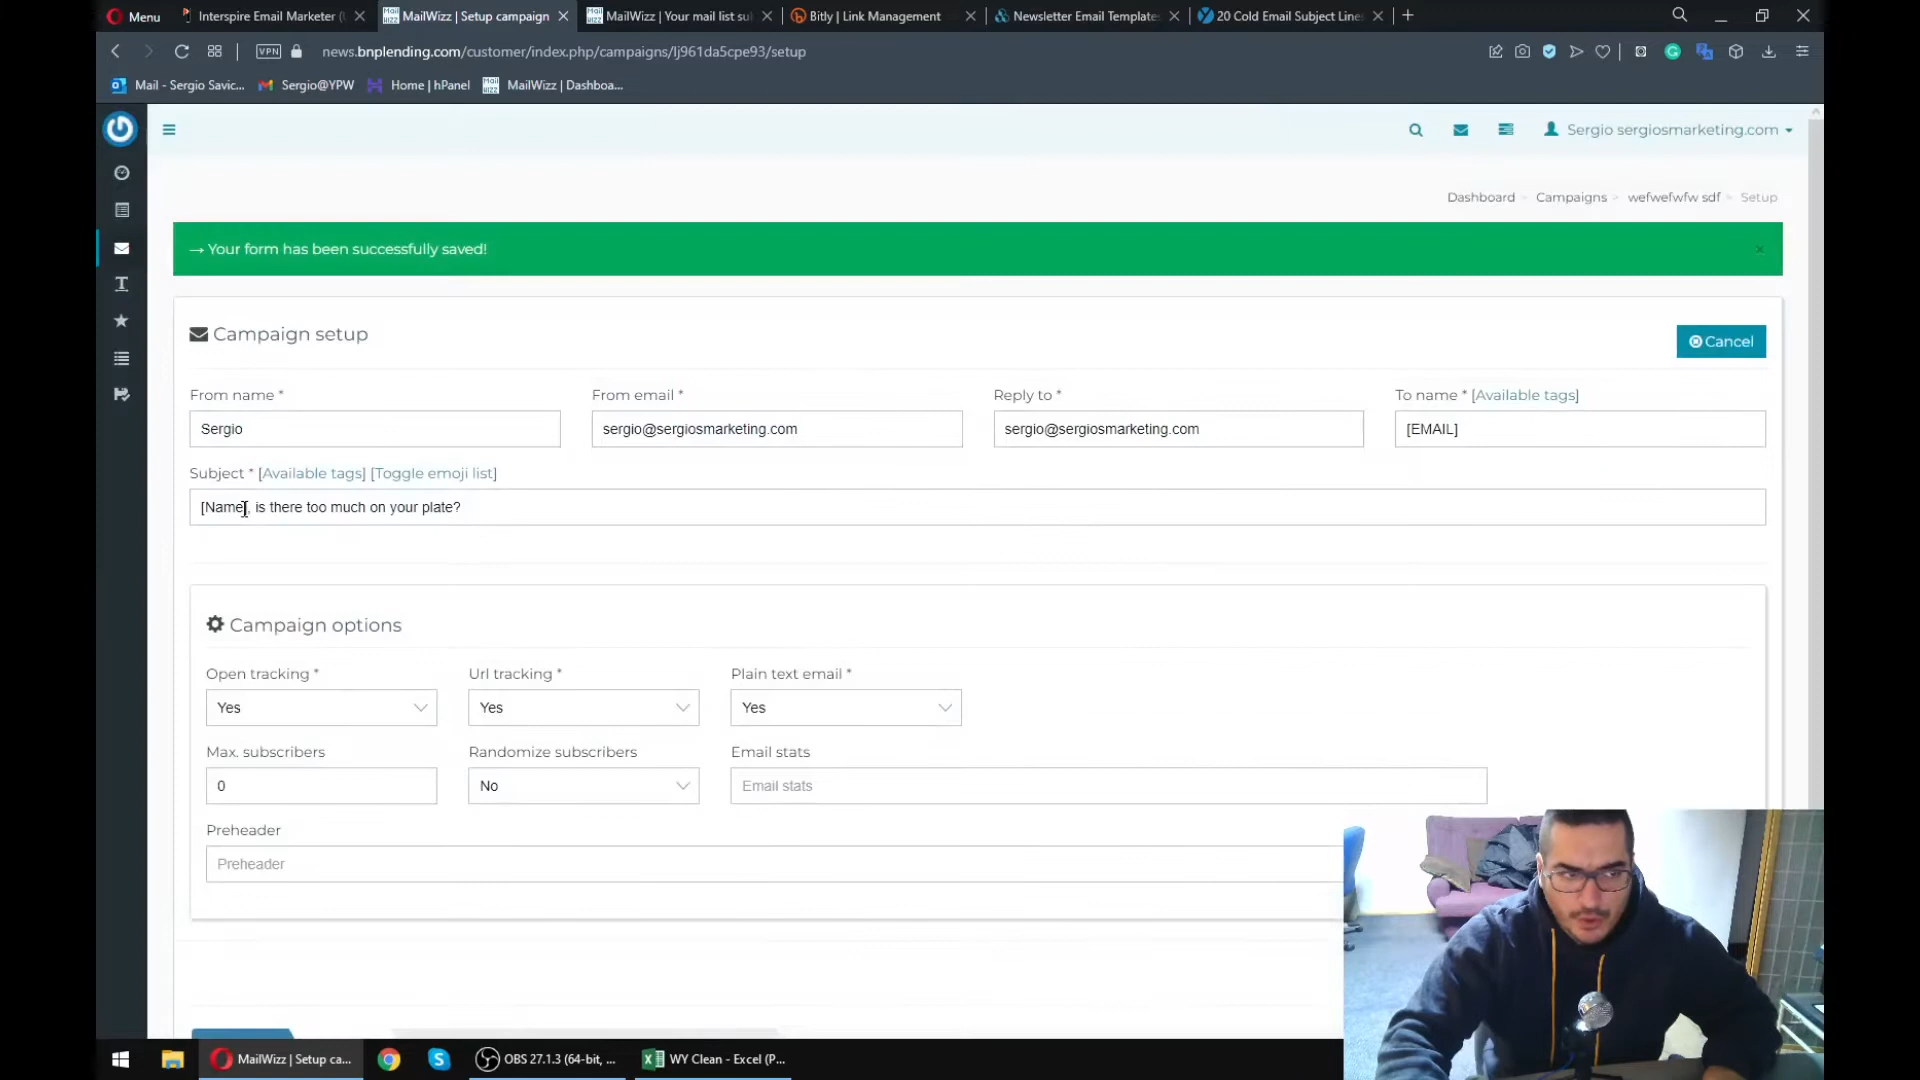 Menu
Interspire Email Marketer (
MailWizz | Setup campaign
MailWizz | Your mail list su
Bitly | Link Management
Newsletter Email Template
20 Cold Email Subject Line
VPN
news.bnplending.com/customer/index.php/campaigns/lj961da5cpe93/setup
Mail - Sergio Savic...
Sergio@YPW
Home | hPanel
MailWizz | Dashboa...
Sergio sergiosmarketing.com
Dashboard
Campaigns
wefwefwfw sdf
Setup
→ Your form has been successfully saved!
×
Campaign setup
Cancel
From name *
From email *
Reply to *
To name * [Available tags]
Sergio
sergio@sergiosmarketing.com
sergio@sergiosmarketing.com
[EMAIL]
Subject * [Available tags] [Toggle emoji list]
[Name], is there too much on your plate?
Campaign options
Open tracking *
Url tracking *
Plain text email *
Yes
Yes
Yes
Max. subscribers
Randomize subscribers
Email stats
0
No
Email stats
Preheader
Preheader
MailWizz | Setup ca...
OBS 27.1.3 (64-bit, ...
WY Clean - Excel (P...